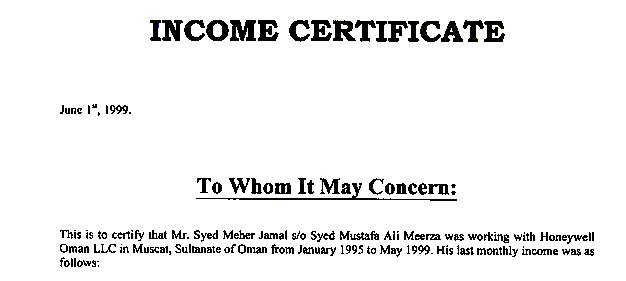 INCOME CERTIFICATE
June 1st, 1999.
To Whom It May Concern:
This is to certify that Mr. Syed Meher Jamal s/o Syed Mustafa Ali Meerza was working with Honeywell
Oman LLC in Muscat, Sultanate of Oman from January 1995 to May 1999. His last monthly income was as
follows: